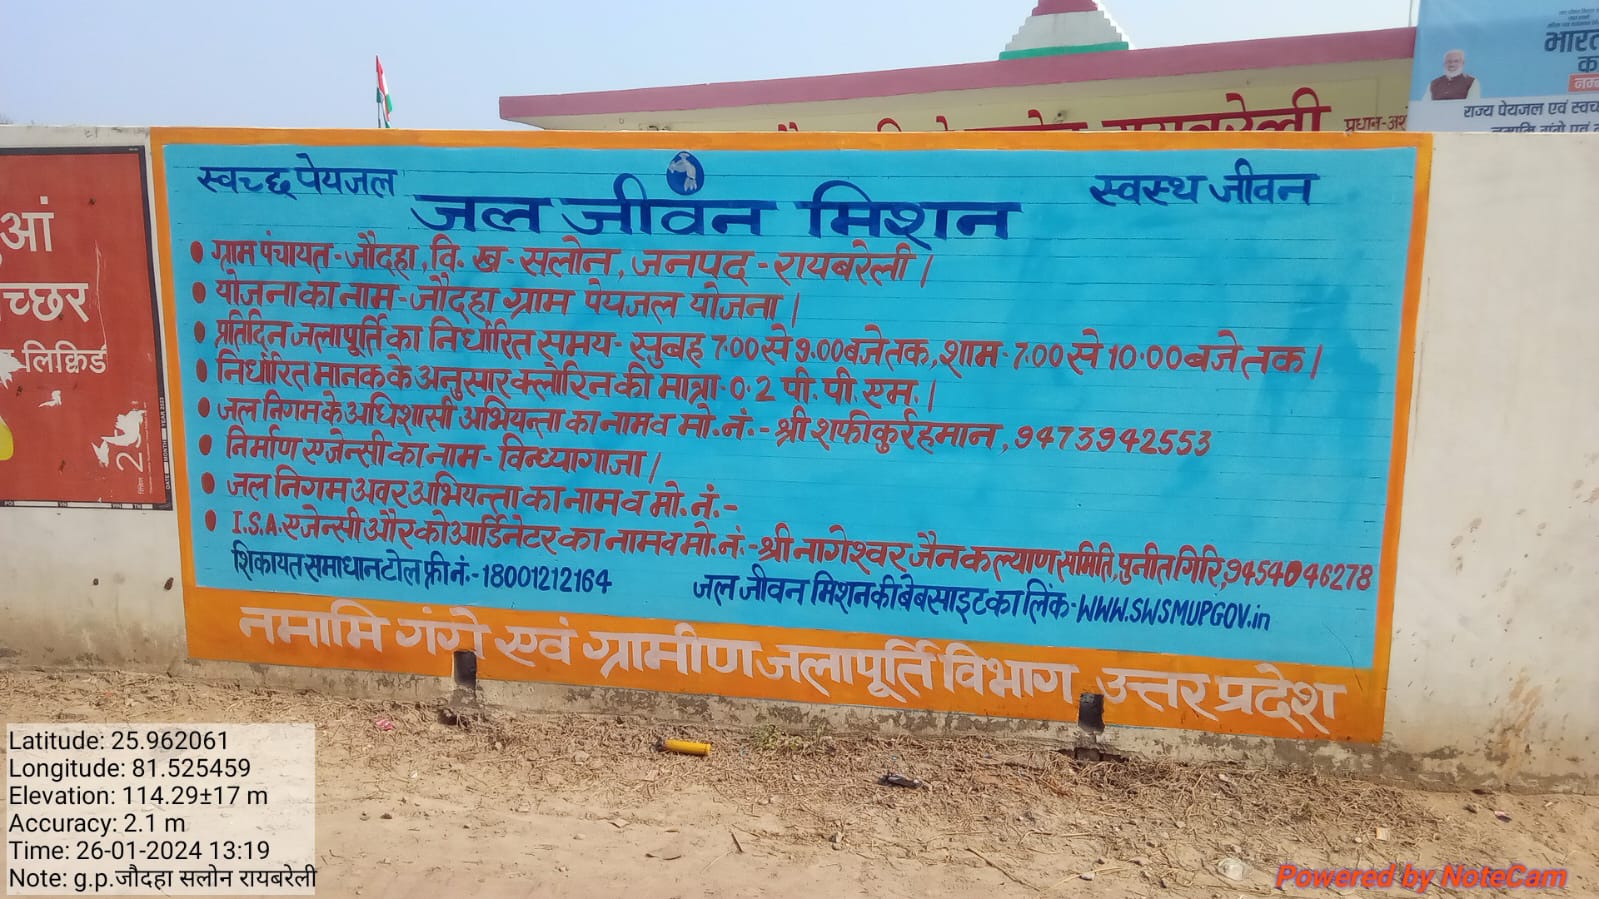 भारत
राज्य पेयजल एवं स्वच
रायबरेली
प्रधान-अर
आं
च्छर
लिक्विड
स्वच्छ पेयजल
स्वस्थ जीवन
जल जीवन मिशन
• ग्राम पंचायत - जौदहा, वि. ख - सलोन, जनपद - रायबरेली।
• योजना का नाम - जौदहा ग्राम पेयजल योजना।
• प्रतिदिन जलापूर्ति का निर्धारित समय - सुबह 7:00 से 9.00 बजे तक, शाम - 7.00 से 10.00 बजे तक।
• निर्धारित मानक के अनुसार क्लोरिन की मात्रा - 0.2 पी. पी. एम.।
• जल निगम के अधिशासी अभियन्ता का नाम व मो. नं. - श्री शफीकुर्रहमान, 9473942553
• निर्माण एजेन्सी का नाम - विन्ध्यागाजा।
• जल निगम अवर अभियन्ता का नाम व मो. नं. -
• I.S.A. एजेन्सी और कोआर्डिनेटर का नाम व मो. नं. - श्री नागेश्वर जैन कल्याण समिति, पुनीत गिरि, 9454046278
शिकायत समाधान टोल फ्री नं. - 18001212164
जल जीवन मिशन की बेबसाइट का लिंक - WWW.SWSMUPGOV.in
नमामि गंगे एवं ग्रामीण जलापूर्ति विभाग उत्तर प्रदेश
Latitude: 25.962061
Longitude: 81.525459
Elevation: 114.29±17 m
Accuracy: 2.1 m
Time: 26-01-2024 13:19
Note: g.p.जौदहा सलोन रायबरेली
Powered by NoteCam